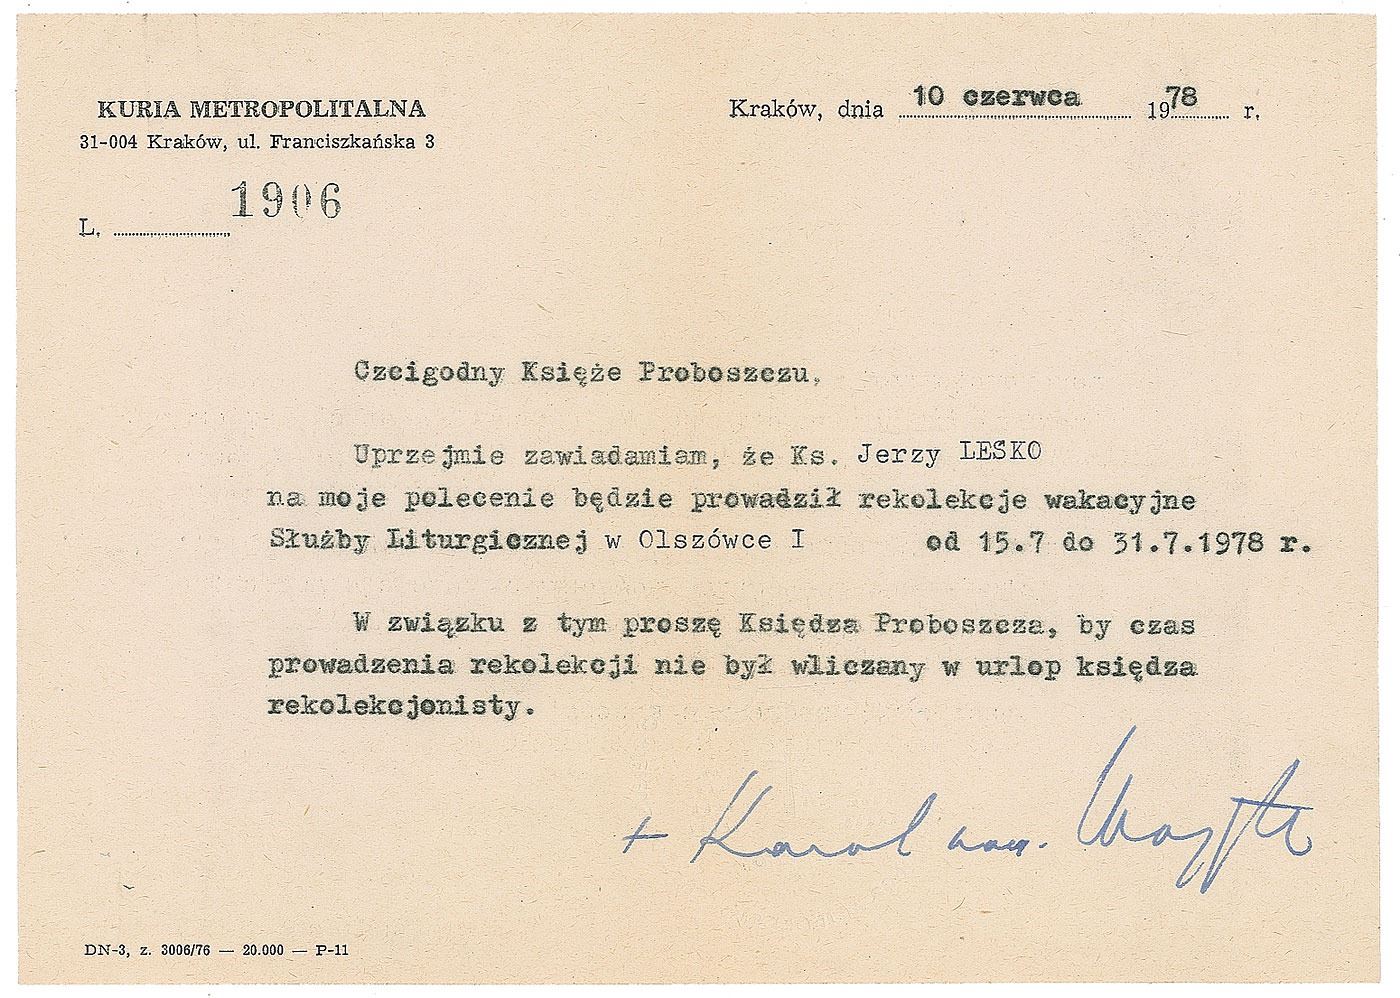 KURIA METROPOLITALNA
31-004 Kraków, ul. Franciszkańska 3
Kraków, dnia 10 czerwca 1978 r.
L. 1906
Czcigodny Księże Proboszczu.
Uprzejmie zawiadamiam, że Ks. Jerzy LESKO
na moje polecenie będzie prowadził rekolekcje wakacyjne
Służby Liturgicznej w Olszówce I od 15.7 do 31.7.1978 r.
W związku z tym proszę Księdza Proboszcza, by czas
prowadzenia rekolekcji nie był wliczany w urlop księdza
rekolekcjonisty.
+ Karol Wojtyła
DN-3, z. 3006/76 — 20.000 — P-11